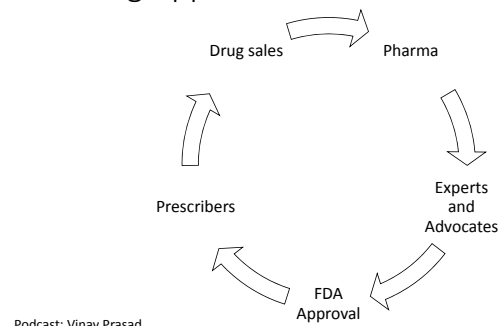 Drug sales
Pharma
Experts
and
Advocates
Prescribers
FDA
Approval
Podcast: Vinay Prasad